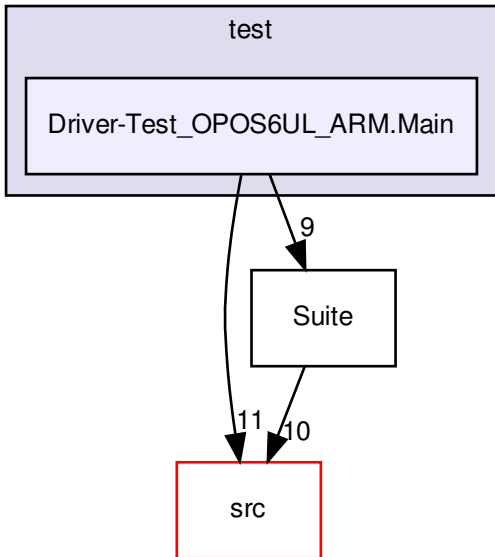 test
Driver-Test_OPOS6UL_ARM.Main
9
Suite
11
10
src